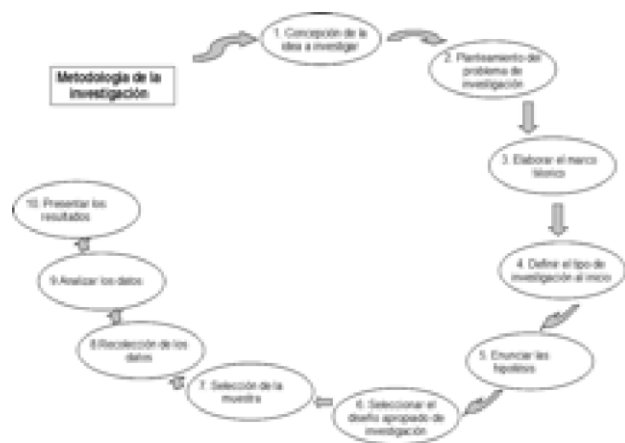 Metodología de la
investigación
1. Concepción de la
idea a investigar
2. Planteamiento del
problema de
investigación
3. Elaborar el marco
teórico
4. Definir el tipo de
investigación al inicio
5. Enunciar las
hipótesis
6. Seleccionar el
diseño apropiado de
investigación
7. Selección de la
muestra
8.Recolección de los
datos
9.Analizar los datos
10. Presentar los
resultados